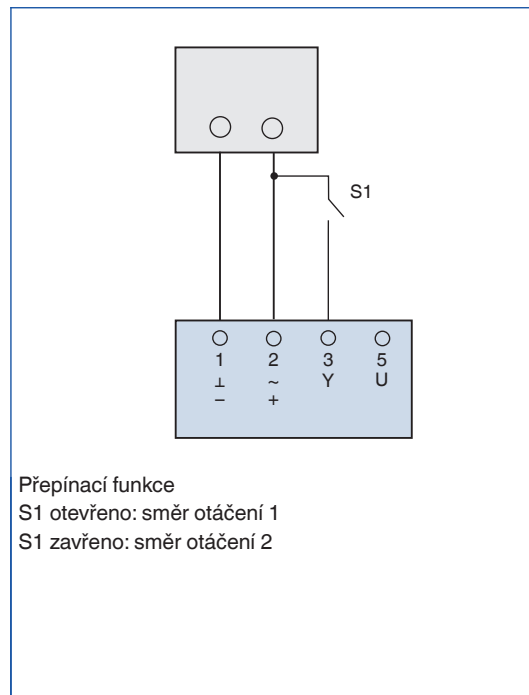 S1
1 2 3 5
⊥ ~ Y U
– +
Přepínací funkce
S1 otevřeno: směr otáčení 1
S1 zavřeno: směr otáčení 2